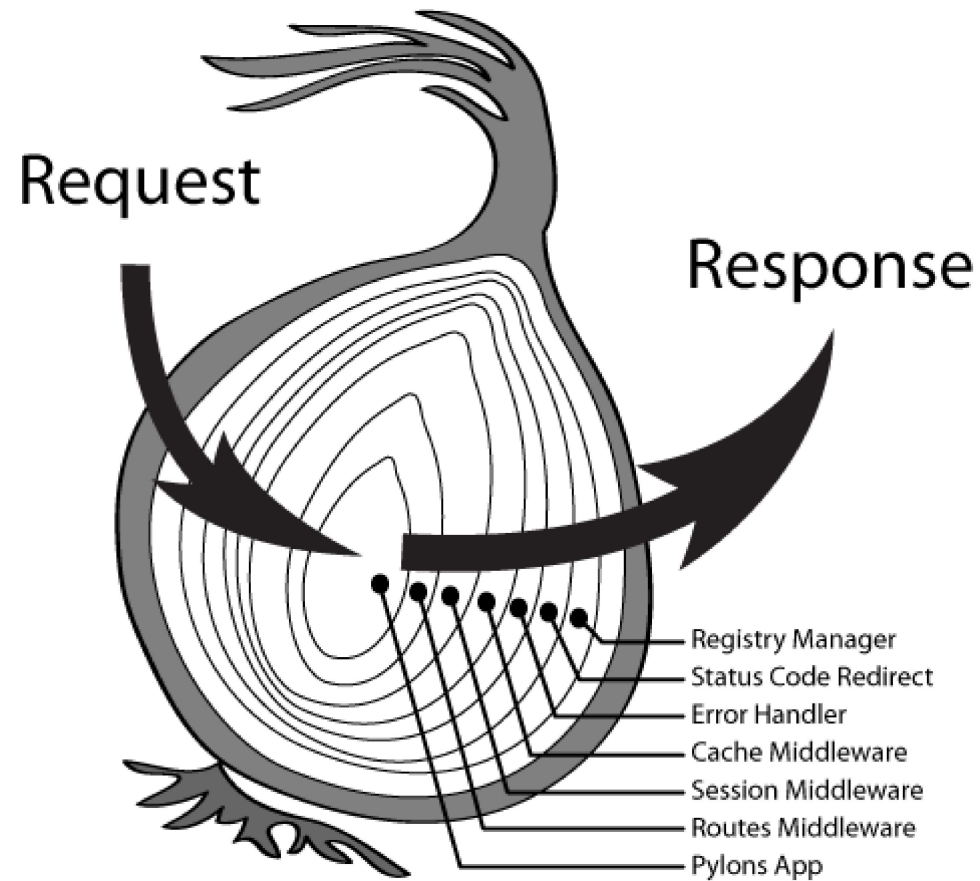 Request
Response
Registry Manager
Status Code Redirect
Error Handler
Cache Middleware
Session Middleware
Routes Middleware
Pylons App